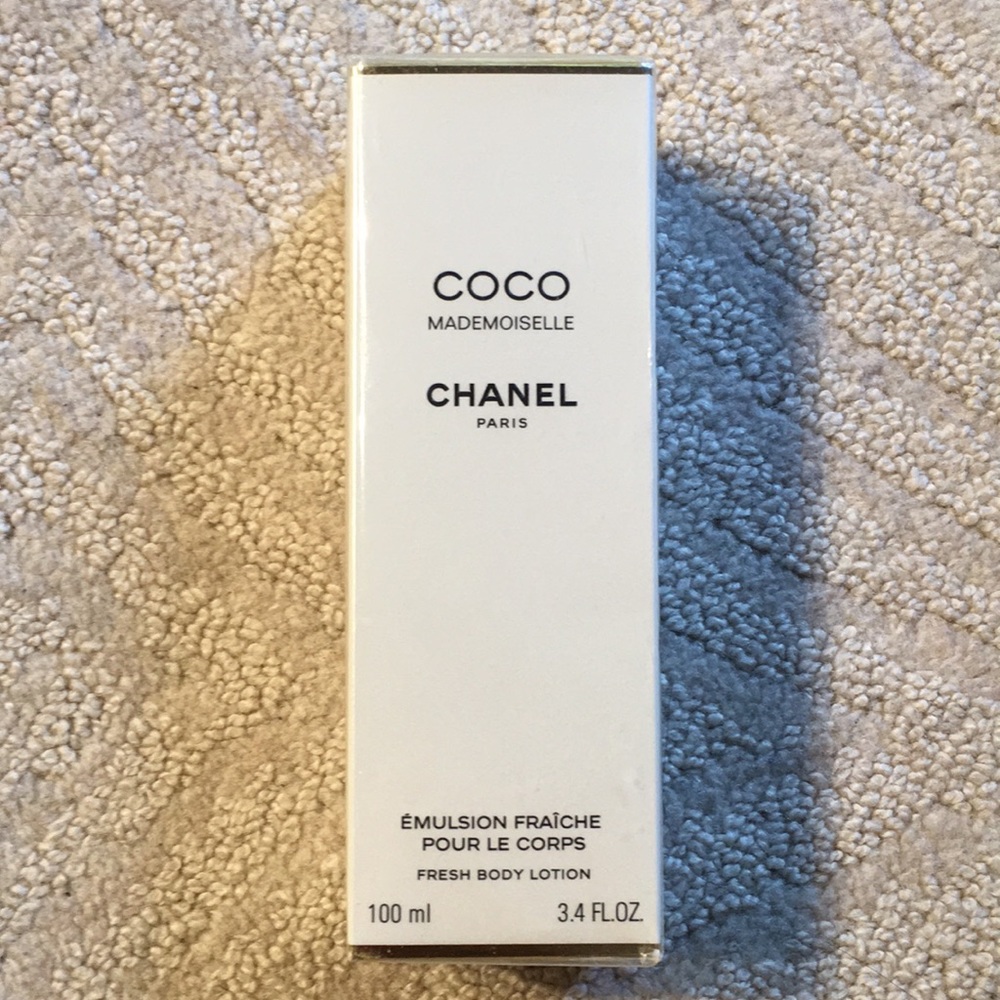 COCO
MADEMOISELLE
CHANEL
PARIS
ÉMULSION FRAÎCHE
POUR LE CORPS
FRESH BODY LOTION
100 ml 3.4 FL.OZ.